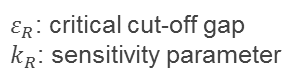 ε_R: critical cut-off gap
k_R: sensitivity parameter